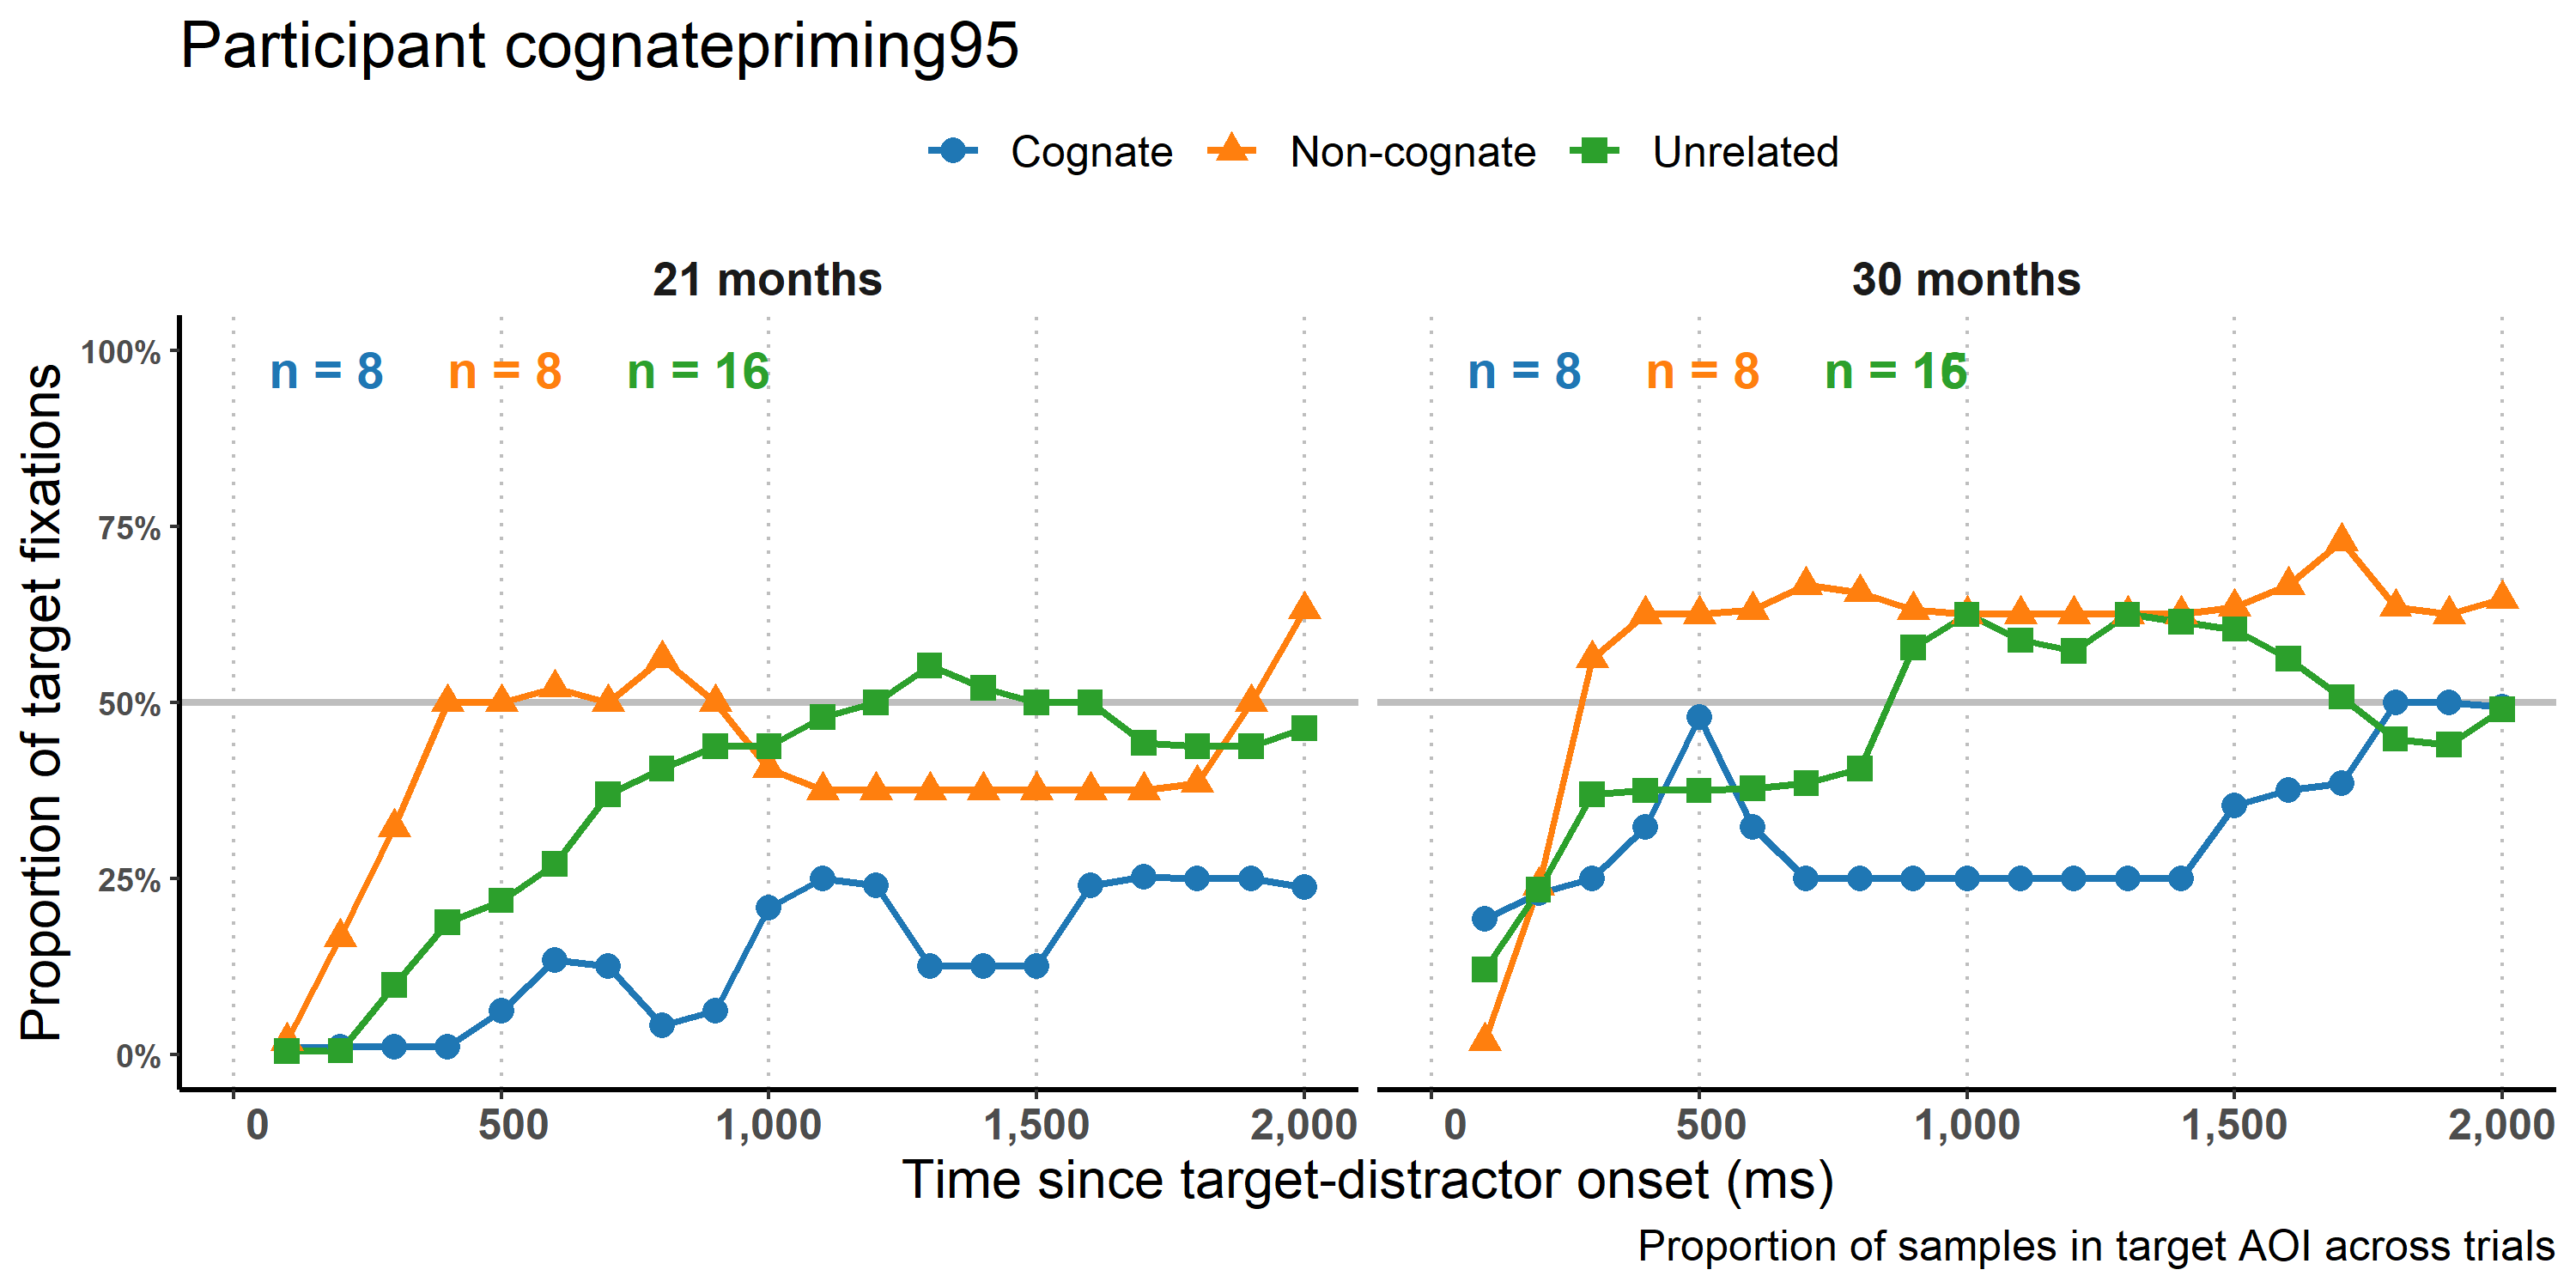 Participant cognatepriming95
Cognate Non-cognate Unrelated
21 months 30 months
100%
75%
50%
25%
0%
n = 8 n = 8 n = 16
n = 8 n = 8
0 500 1,000 1,500 2,000
0 500 1,000 1,500 2,000
Proportion of target fixations
Time since target-distractor onset (ms)
Proportion of samples in target AOI across trials